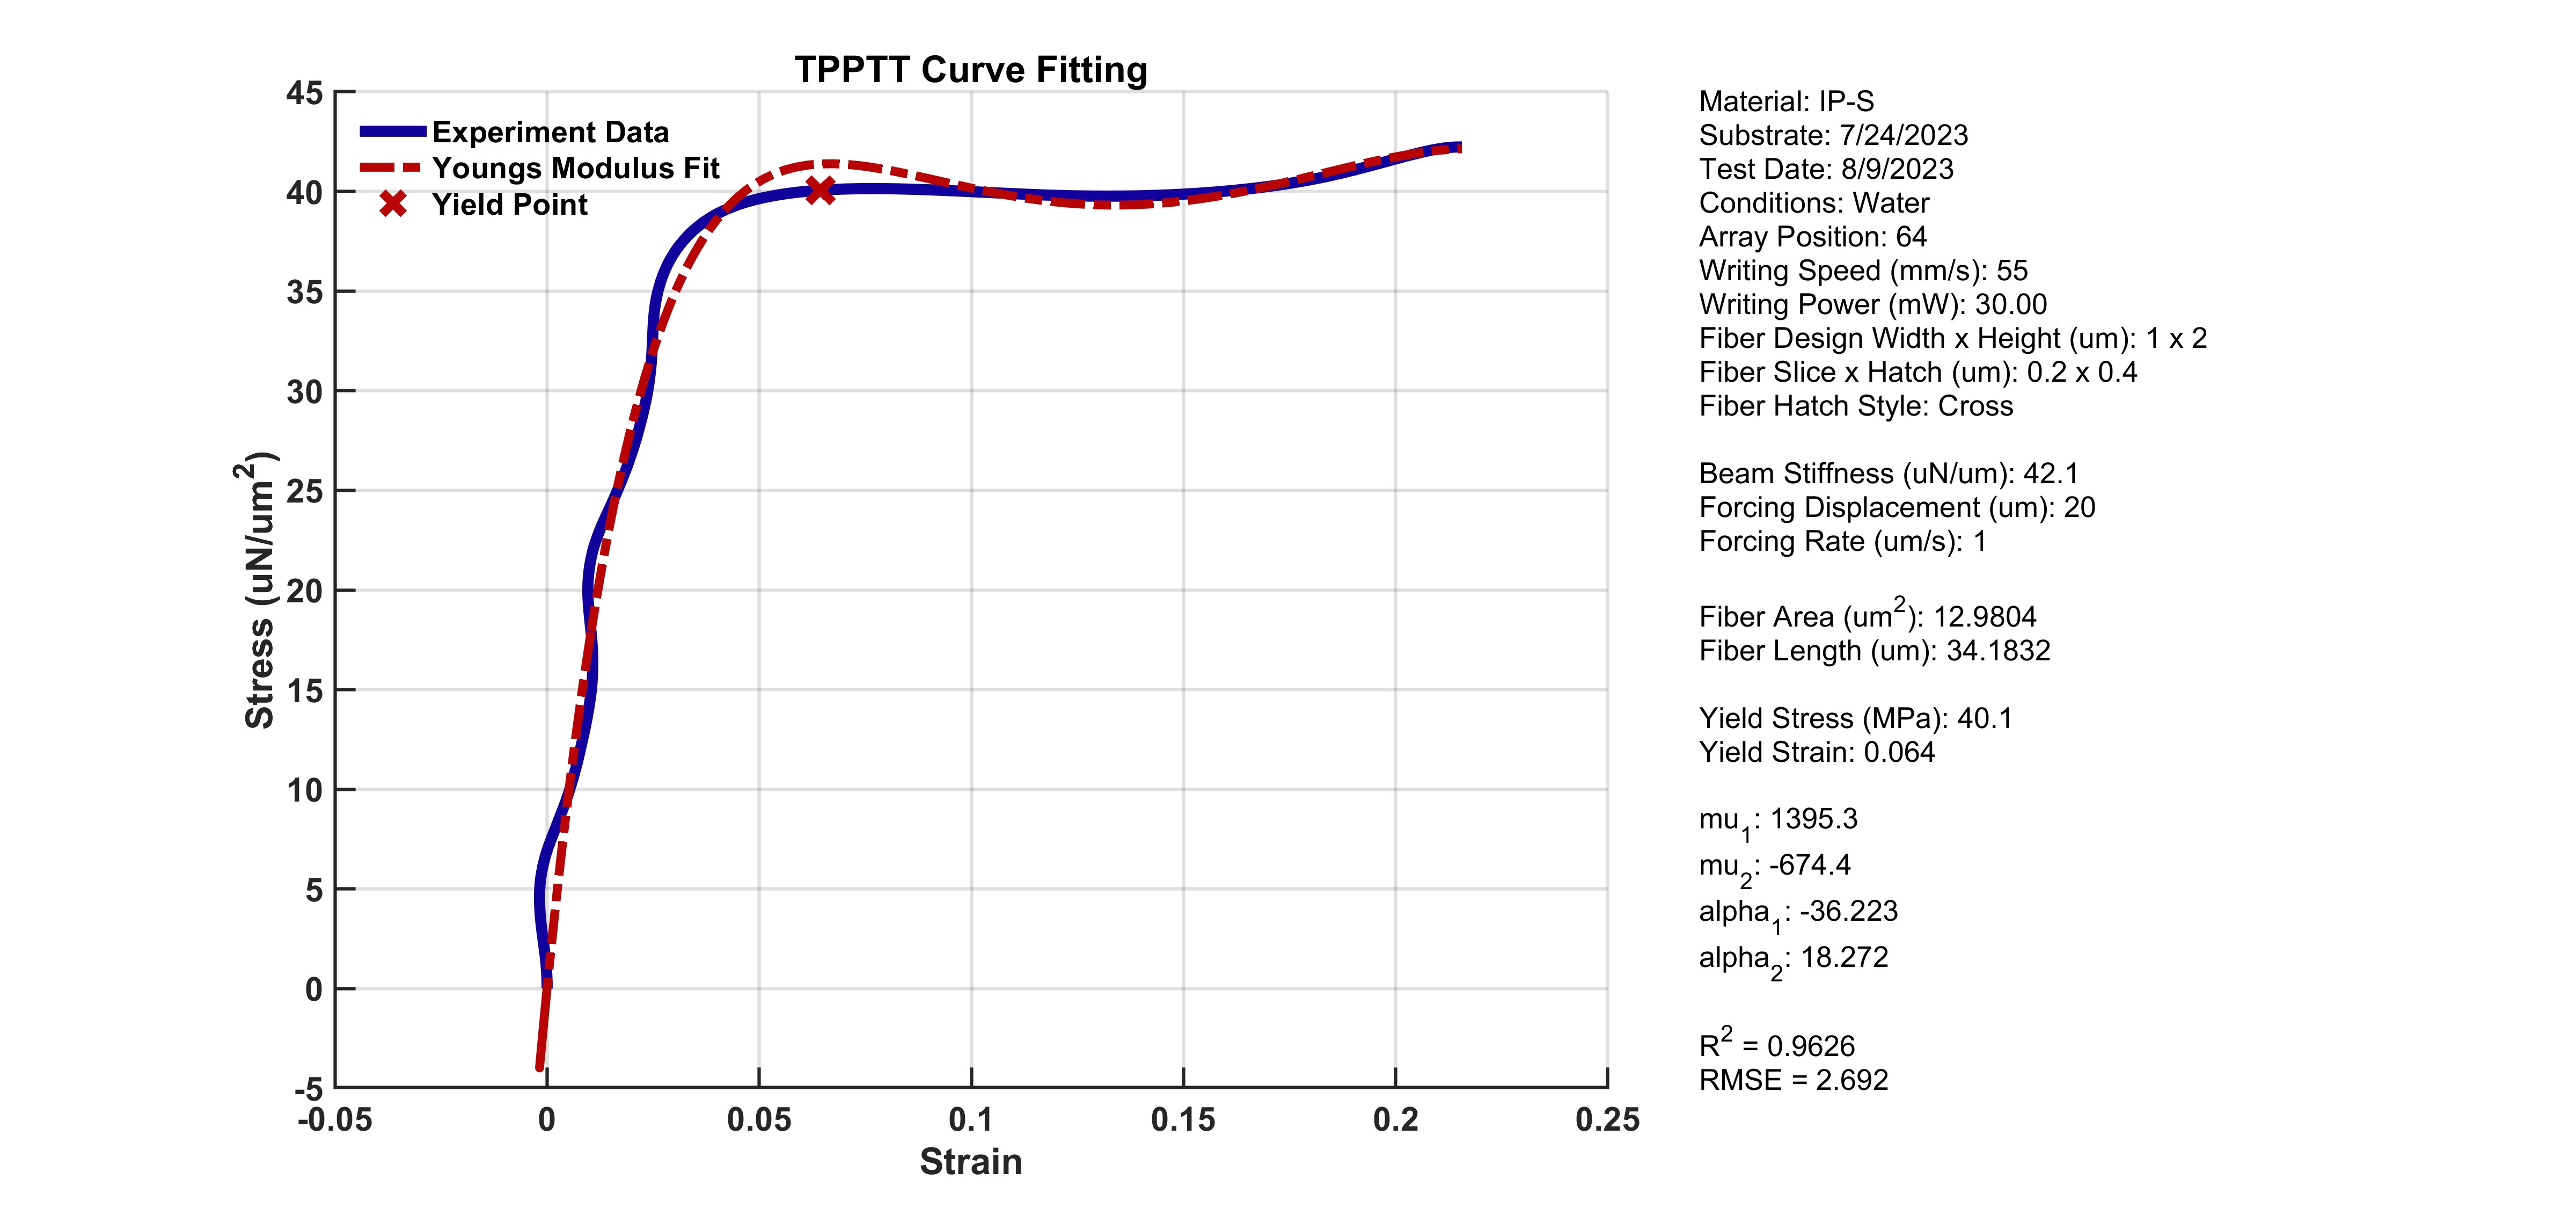 TPPTT Curve Fitting
45
40
35
30
25
20
15
10
5
0
-5
Stress (uN/um²)
Experiment Data
Youngs Modulus Fit
Yield Point
-0.05 0 0.05 0.1 0.15 0.2 0.25
Strain
Material: IP-S
Substrate: 7/24/2023
Test Date: 8/9/2023
Conditions: Water
Array Position: 64
Writing Speed (mm/s): 55
Writing Power (mW): 30.00
Fiber Design Width x Height (um): 1 x 2
Fiber Slice x Hatch (um): 0.2 x 0.4
Fiber Hatch Style: Cross
Beam Stiffness (uN/um): 42.1
Forcing Displacement (um): 20
Forcing Rate (um/s): 1
Fiber Area (um²): 12.9804
Fiber Length (um): 34.1832
Yield Stress (MPa): 40.1
Yield Strain: 0.064
mu₁: 1395.3
mu₂: -674.4
alpha₁: -36.223
alpha₂: 18.272
R² = 0.9626
RMSE = 2.692